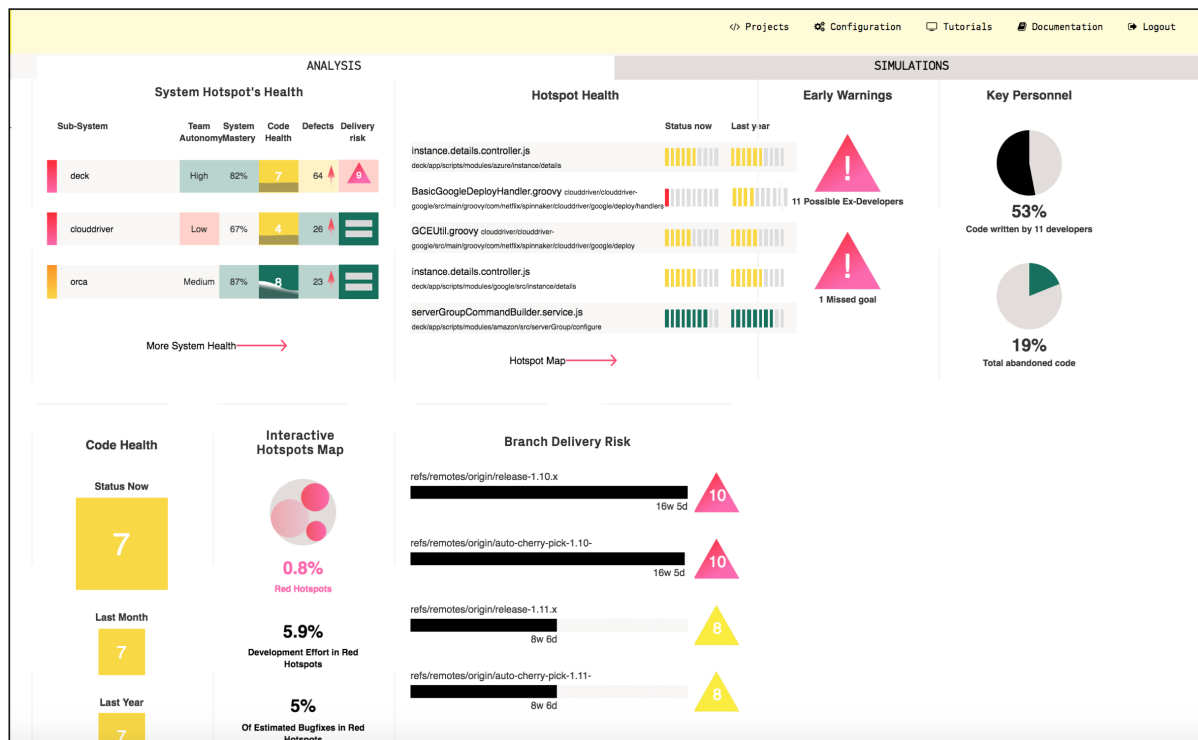 Projects
Configuration
Tutorials
Documentation
Logout
ANALYSIS
SIMULATIONS
System Hotspot's Health
Sub-System
Team Autonomy
System Mastery
Code Health
Defects
Delivery risk
deck
High
82%
7
64
9
clouddriver
Low
67%
4
26
orca
Medium
87%
8
23
More System Health
Hotspot Health
Status now
Last year
instance.details.controller.js
deck/app/scripts/modules/azure/instance/details
BasicGoogleDeployHandler.groovy clouddriver/clouddriver-
google/src/main/groovy/com/netflix/spinnaker/clouddriver/google/deploy/handlers
GCEUtil.groovy clouddriver/clouddriver-
google/src/main/groovy/com/netflix/spinnaker/clouddriver/google/deploy
instance.details.controller.js
deck/app/scripts/modules/google/src/instance/details
serverGroupCommandBuilder.service.js
deck/app/scripts/modules/amazon/src/serverGroup/configure
Hotspot Map
Early Warnings
!
11 Possible Ex-Developers
!
1 Missed goal
Key Personnel
53%
Code written by 11 developers
19%
Total abandoned code
Code Health
Status Now
7
Last Month
7
Last Year
7
Interactive
Hotspots Map
0.8%
Red Hotspots
5.9%
Development Effort in Red
Hotspots
5%
Of Estimated Bugfixes in Red
Hotspots
Branch Delivery Risk
refs/remotes/origin/release-1.10.x
16w 5d
10
refs/remotes/origin/auto-cherry-pick-1.10-
16w 5d
10
refs/remotes/origin/release-1.11.x
8w 6d
8
refs/remotes/origin/auto-cherry-pick-1.11-
8w 6d
8